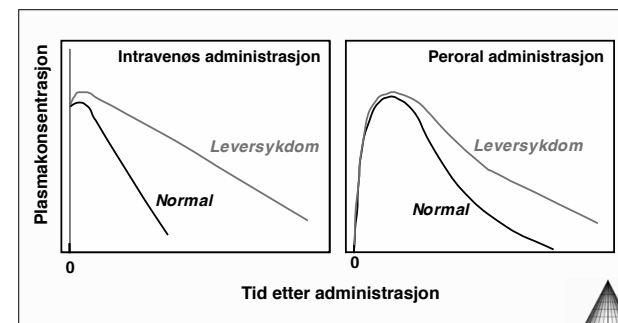 Intravenøs administrasjon
Plasmakonsentrasjon
Leversykdom
Normal
0
Peroral administrasjon
Leversykdom
Normal
0
Tid etter administrasjon